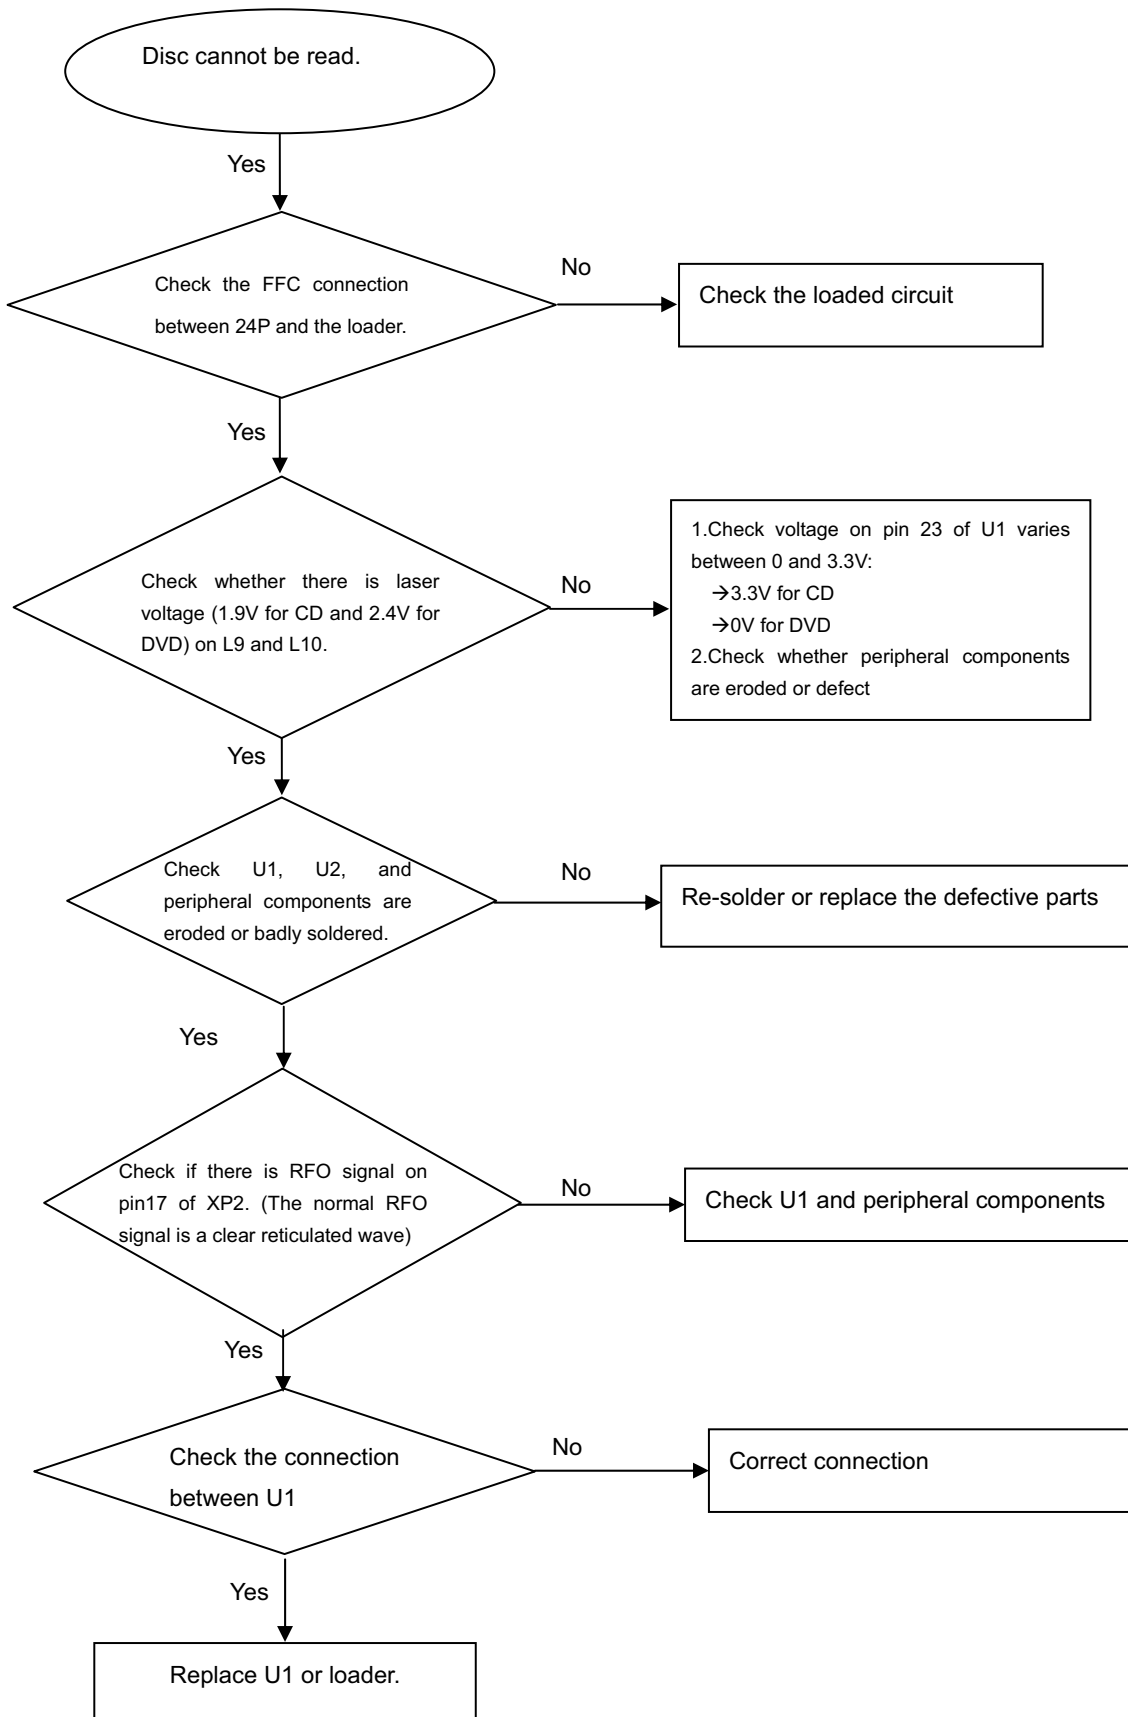 Disc cannot be read.
Yes
Check the FFC connection
between 24P and the loader.
No
Check the loaded circuit
Yes
Check whether there is laser
voltage (1.9V for CD and 2.4V for
DVD) on L9 and L10.
No
1.Check voltage on pin 23 of U1 varies
between 0 and 3.3V:
→3.3V for CD
→0V for DVD
2.Check whether peripheral components
are eroded or defect
Yes
Check U1, U2, and
peripheral components are
eroded or badly soldered.
No
Re-solder or replace the defective parts
Yes
Check if there is RFO signal on
pin17 of XP2. (The normal RFO
signal is a clear reticulated wave)
No
Check U1 and peripheral components
Yes
Check the connection
between U1
No
Correct connection
Yes
Replace U1 or loader.